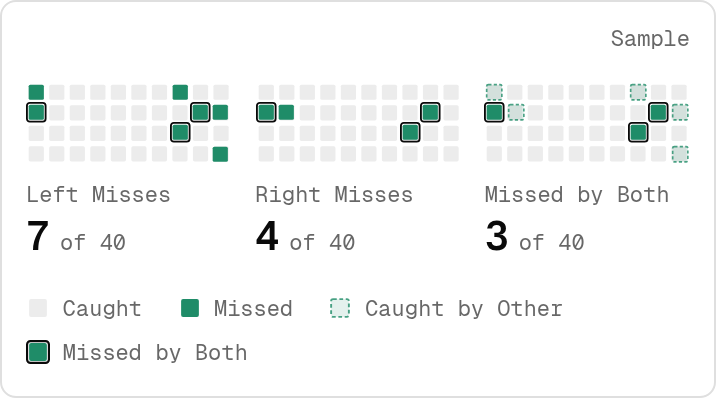 Sample
Left Misses
7 of 40
Right Misses
4 of 40
Missed by Both
3 of 40
Caught
Missed
Caught by Other
Missed by Both